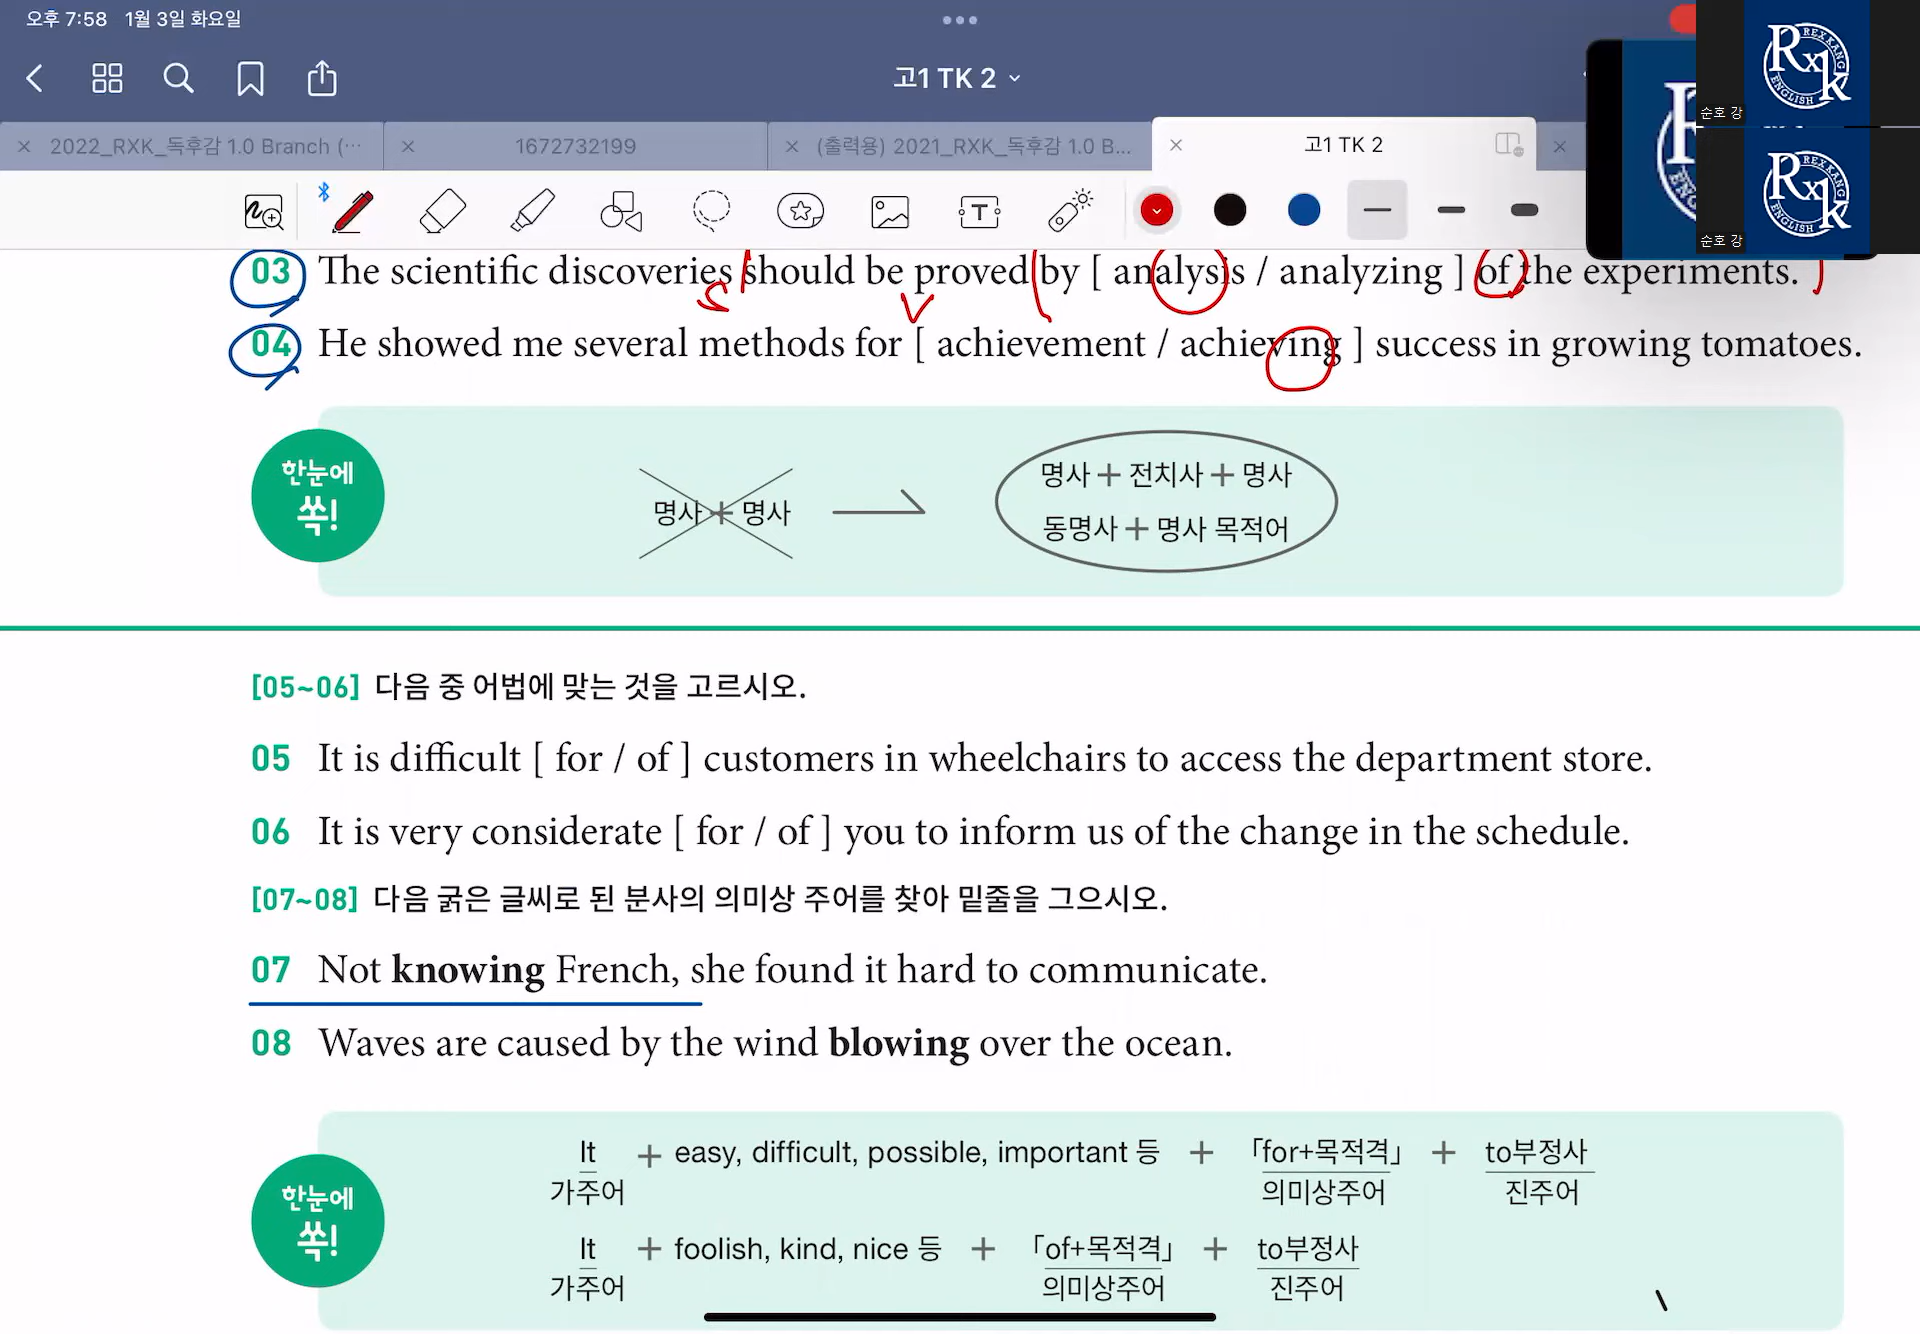 오후 7:58 1월 3일 화요일
고1 TK 2
2022_RXK_독후감 1.0 Branch (…
1672732199
(출력용) 2021_RXK_독후감 1.0 B...
고1 TK 2
순호 강
REX KANG
Rxk
ENGLISH
순호 강
REX KANG
Rxk
ENGLISH
03 The scientific discoveries should be proved by [ analysis / analyzing ] of the experiments.
S V
04 He showed me several methods for [ achievement / achieving ] success in growing tomatoes.
한눈에
쏙!
명사 + 명사
명사 + 전치사 + 명사
동명사 + 명사 목적어
[05~06] 다음 중 어법에 맞는 것을 고르시오.
05 It is difficult [ for / of ] customers in wheelchairs to access the department store.
06 It is very considerate [ for / of ] you to inform us of the change in the schedule.
[07~08] 다음 굵은 글씨로 된 분사의 의미상 주어를 찾아 밑줄을 그으시오.
07 Not knowing French, she found it hard to communicate.
08 Waves are caused by the wind blowing over the ocean.
한눈에
쏙!
It + easy, difficult, possible, important 등 + 「for+목적격」 + to부정사
가주어 의미상주어 진주어
It + foolish, kind, nice 등 + 「of+목적격」 + to부정사
가주어 의미상주어 진주어